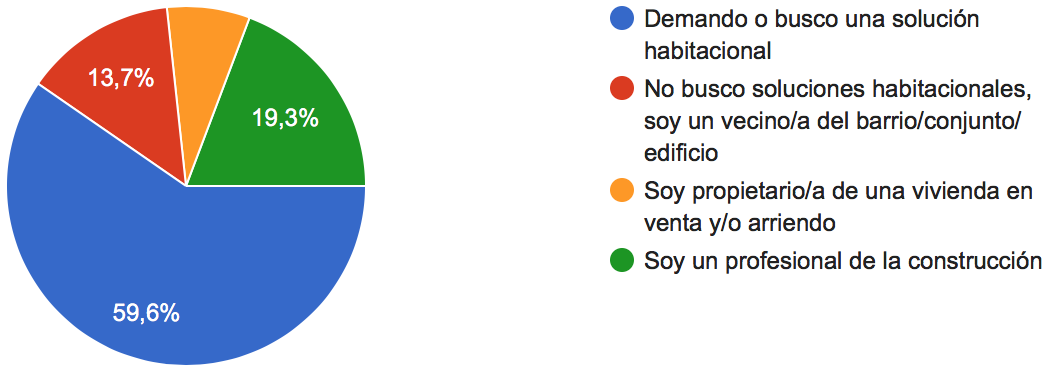 13,7%
19,3%
59,6%
Demando o busco una solución
habitacional
No busco soluciones habitacionales,
soy un vecino/a del barrio/conjunto/
edificio
Soy propietario/a de una vivienda en
venta y/o arriendo
Soy un profesional de la construcción